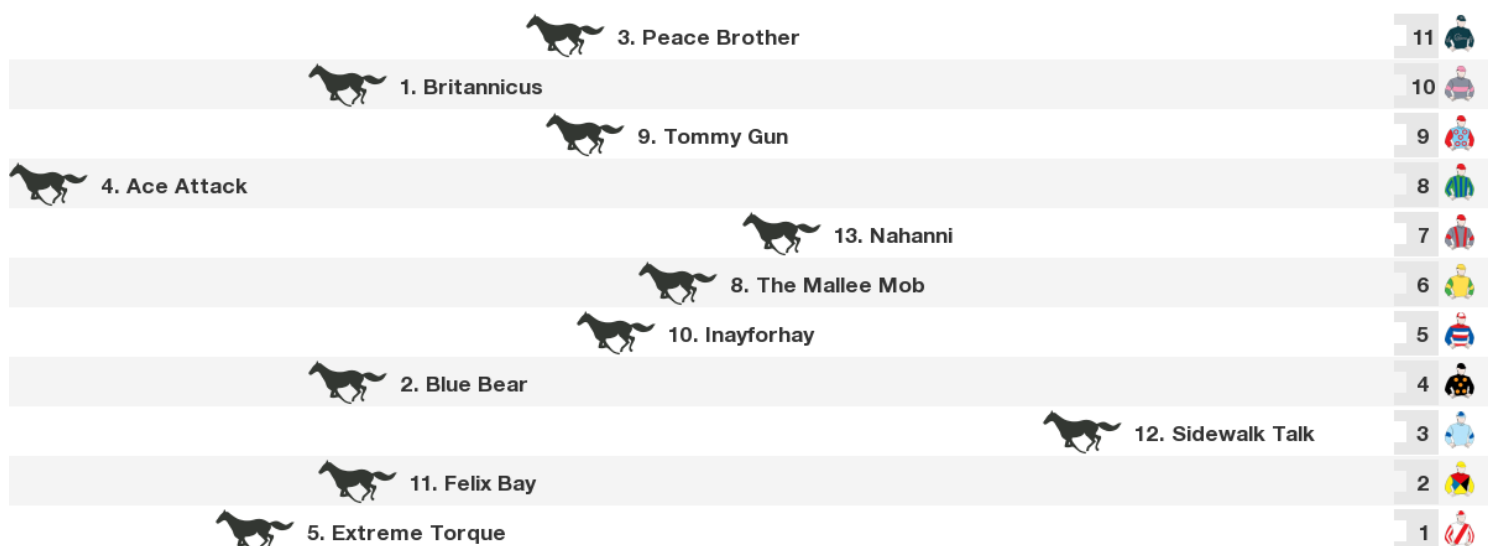 3. Peace Brother 11
1. Britannicus 10
9. Tommy Gun 9
4. Ace Attack 8
13. Nahanni 7
8. The Mallee Mob 6
10. Inayforhay 5
2. Blue Bear 4
12. Sidewalk Talk 3
11. Felix Bay 2
5. Extreme Torque 1